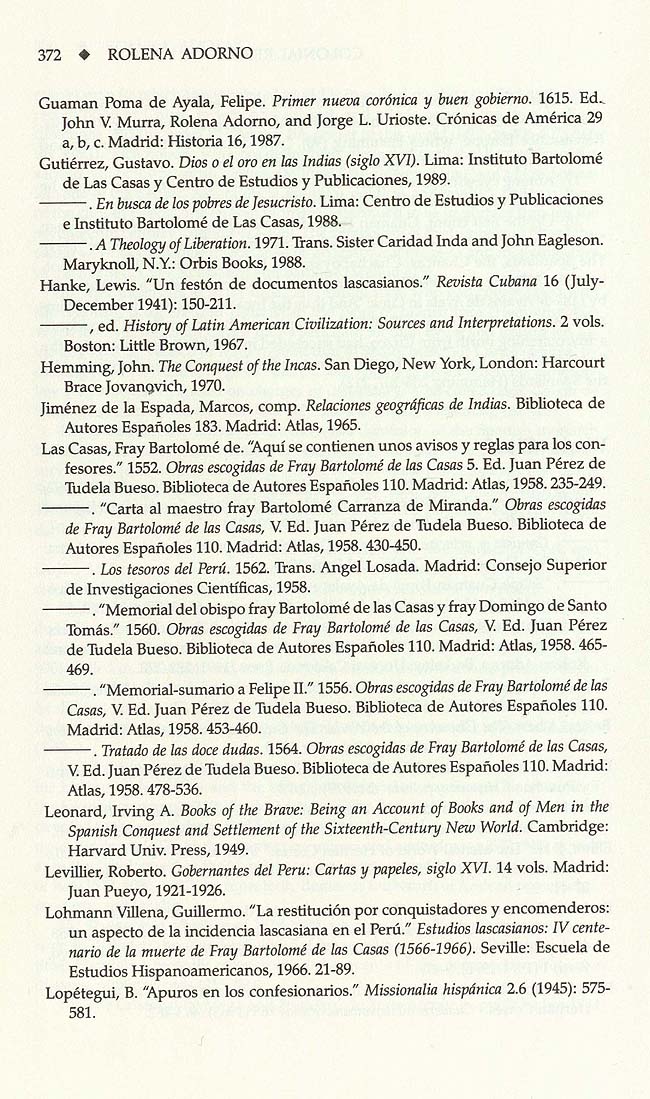 372 ◆ ROLENA ADORNO
Guaman Poma de Ayala, Felipe. Primer nueva corónica y buen gobierno. 1615. Ed.
John V. Murra, Rolena Adorno, and Jorge L. Urioste. Crónicas de América 29
a, b, c. Madrid: Historia 16, 1987.
Gutiérrez, Gustavo. Dios o el oro en las Indias (siglo XVI). Lima: Instituto Bartolomé
de Las Casas y Centro de Estudios y Publicaciones, 1989.
———. En busca de los pobres de Jesucristo. Lima: Centro de Estudios y Publicaciones
e Instituto Bartolomé de Las Casas, 1988.
———. A Theology of Liberation. 1971. Trans. Sister Caridad Inda and John Eagleson.
Maryknoll, N.Y.: Orbis Books, 1988.
Hanke, Lewis. "Un festón de documentos lascasianos." Revista Cubana 16 (July-
December 1941): 150-211.
———, ed. History of Latin American Civilization: Sources and Interpretations. 2 vols.
Boston: Little Brown, 1967.
Hemming, John. The Conquest of the Incas. San Diego, New York, London: Harcourt
Brace Jovanovich, 1970.
Jiménez de la Espada, Marcos, comp. Relaciones geográficas de Indias. Biblioteca de
Autores Españoles 183. Madrid: Atlas, 1965.
Las Casas, Fray Bartolomé de. "Aquí se contienen unos avisos y reglas para los con-
fesores." 1552. Obras escogidas de Fray Bartolomé de las Casas 5. Ed. Juan Pérez de
Tudela Bueso. Biblioteca de Autores Españoles 110. Madrid: Atlas, 1958. 235-249.
———. "Carta al maestro fray Bartolomé Carranza de Miranda." Obras escogidas
de Fray Bartolomé de las Casas, V. Ed. Juan Pérez de Tudela Bueso. Biblioteca de
Autores Españoles 110. Madrid: Atlas, 1958. 430-450.
———. Los tesoros del Perú. 1562. Trans. Angel Losada. Madrid: Consejo Superior
de Investigaciones Científicas, 1958.
———. "Memorial del obispo fray Bartolomé de las Casas y fray Domingo de Santo
Tomás." 1560. Obras escogidas de Fray Bartolomé de las Casas, V. Ed. Juan Pérez
de Tudela Bueso. Biblioteca de Autores Españoles 110. Madrid: Atlas, 1958. 465-
469.
———. "Memorial-sumario a Felipe II." 1556. Obras escogidas de Fray Bartolomé de las
Casas, V. Ed. Juan Pérez de Tudela Bueso. Biblioteca de Autores Españoles 110.
Madrid: Atlas, 1958. 453-460.
———. Tratado de las doce dudas. 1564. Obras escogidas de Fray Bartolomé de las Casas,
V. Ed. Juan Pérez de Tudela Bueso. Biblioteca de Autores Españoles 110. Madrid:
Atlas, 1958. 478-536.
Leonard, Irving A. Books of the Brave: Being an Account of Books and of Men in the
Spanish Conquest and Settlement of the Sixteenth-Century New World. Cambridge:
Harvard Univ. Press, 1949.
Levillier, Roberto. Gobernantes del Peru: Cartas y papeles, siglo XVI. 14 vols. Madrid:
Juan Pueyo, 1921-1926.
Lohmann Villena, Guillermo. "La restitución por conquistadores y encomenderos:
un aspecto de la incidencia lascasiana en el Perú." Estudios lascasianos: IV cente-
nario de la muerte de Fray Bartolomé de las Casas (1566-1966). Seville: Escuela de
Estudios Hispanoamericanos, 1966. 21-89.
Lopétegui, B. "Apuros en los confesionarios." Missionalia hispánica 2.6 (1945): 575-
581.